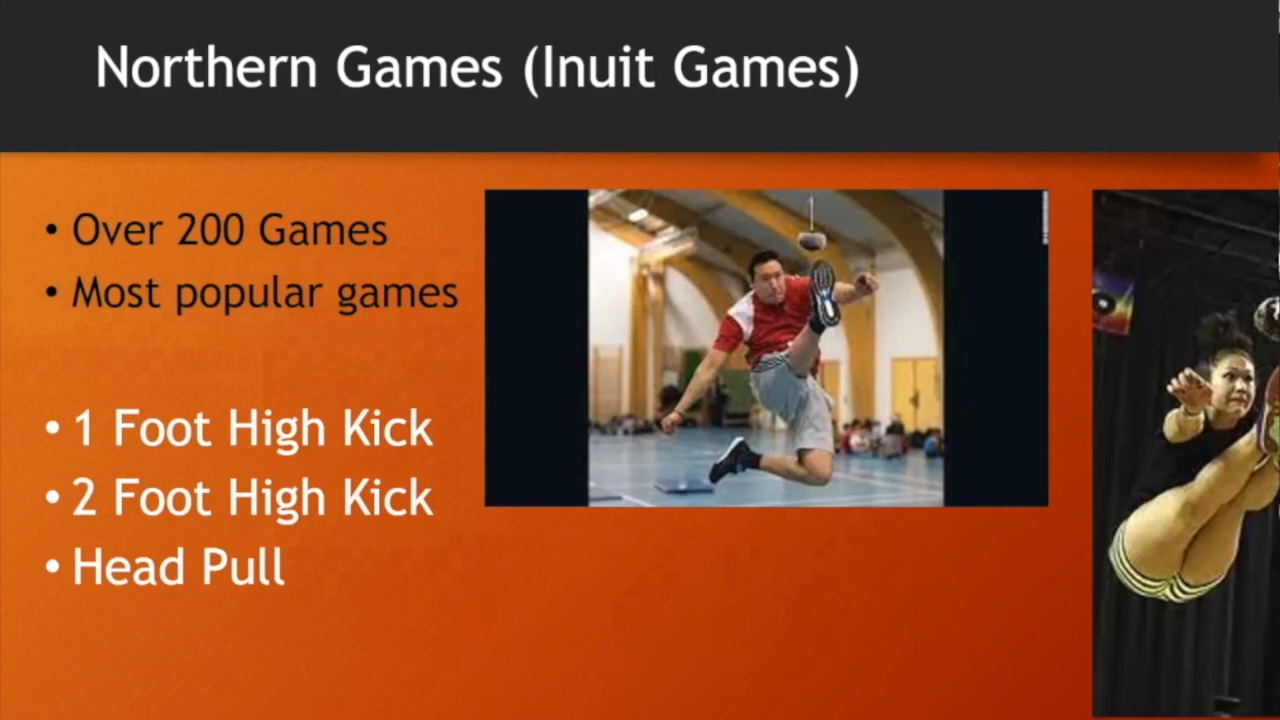 Northern Games (Inuit Games)
• Over 200 Games
• Most popular games
• 1 Foot High Kick
• 2 Foot High Kick
• Head Pull